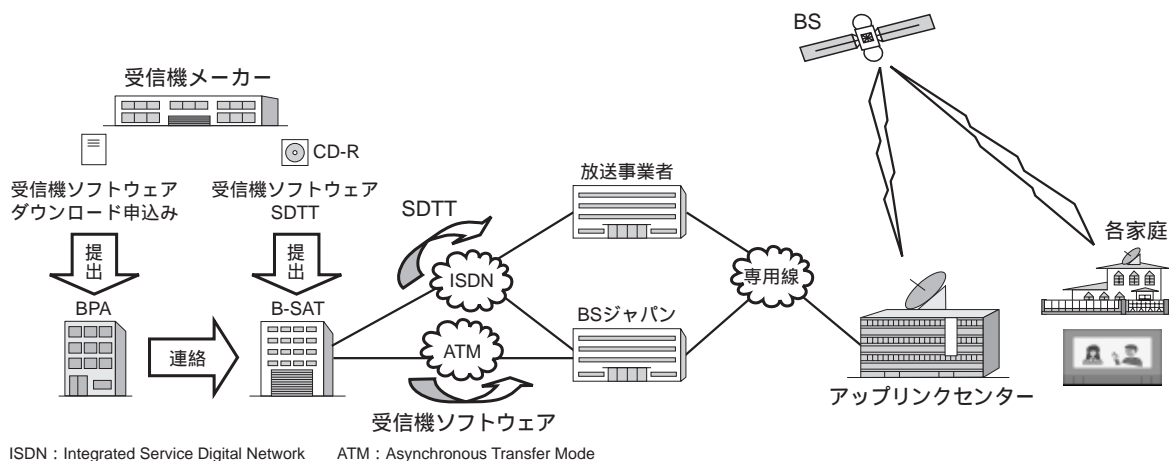 BS
受信機メーカー
CD-R
受信機ソフトウェア
ダウンロード申込み
受信機ソフトウェア
SDTT
SDTT
放送事業者
各家庭
提出
提出
ISDN
専用線
BPA
B-SAT
BSジャパン
連絡
ATM
アップリンクセンター
受信機ソフトウェア
ISDN：Integrated Service Digital Network ATM：Asynchronous Transfer Mode